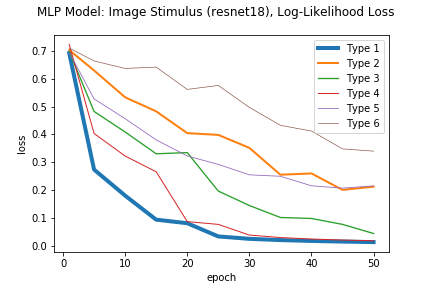 MLP Model: Image Stimulus (resnet18), Log-Likelihood Loss
Type 1
Type 2
Type 3
Type 4
Type 5
Type 6
0.7
0.6
0.5
0.4
0.3
0.2
0.1
0.0
loss
0 10 20 30 40 50
epoch